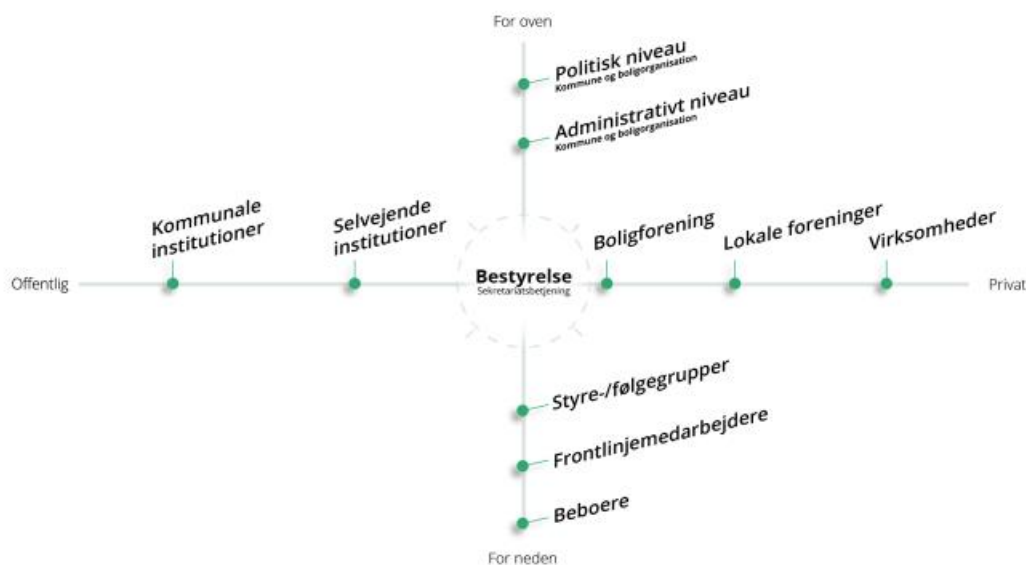 For oven
Politisk niveau
Kommune og boligorganisation
Administrativt niveau
Kommune og boligorganisation
Kommunale
institutioner
Selvejende
institutioner
Boligforening
Lokale foreninger
Virksomheder
Offentlig
Bestyrelse
Sekretariatsbetjening
Privat
Styre-/følgegrupper
Frontlinjemedarbejdere
Beboere
For neden